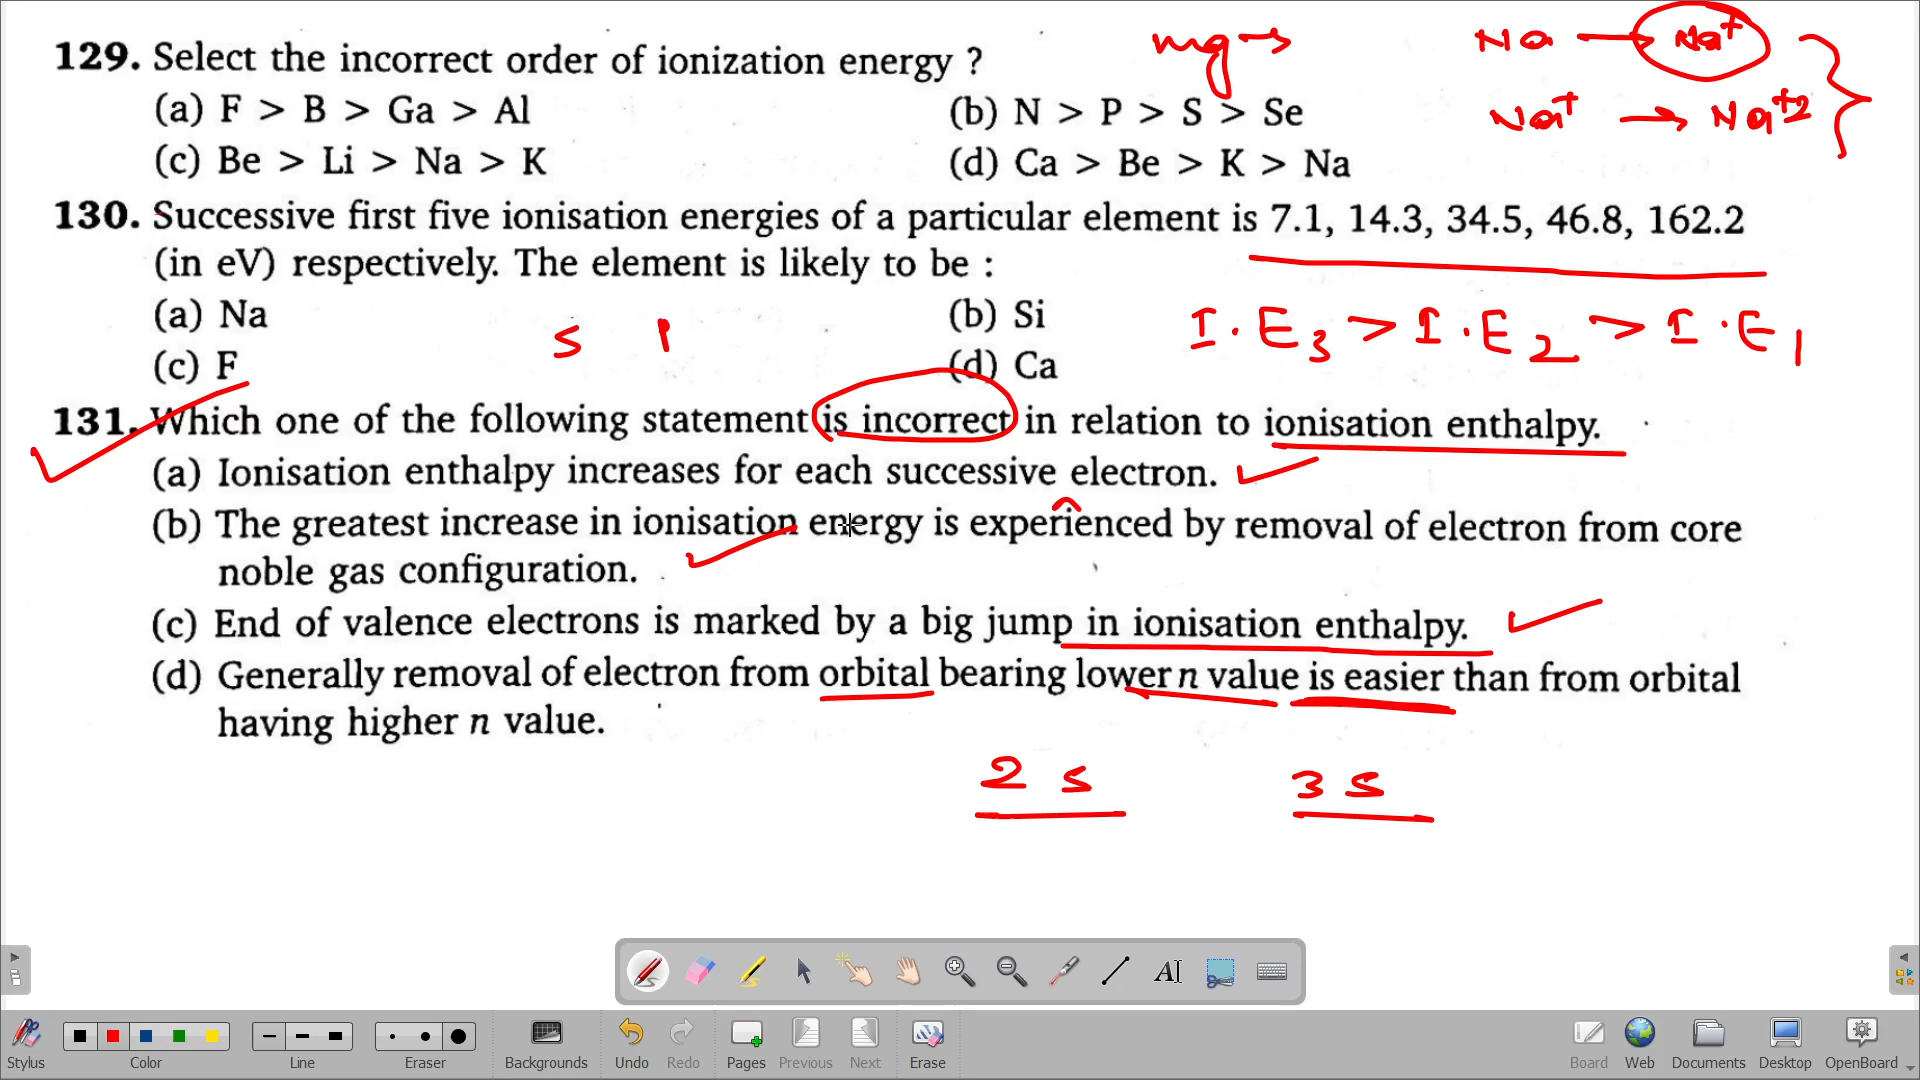 129. Select the incorrect order of ionization energy ?
(a) F > B > Ga > Al (b) N > P > S > Se
(c) Be > Li > Na > K (d) Ca > Be > K > Na
mg→
Na → Na+
Na+ → Na+2
130. Successive first five ionisation energies of a particular element is 7.1, 14.3, 34.5, 46.8, 162.2
(in eV) respectively. The element is likely to be :
(a) Na (b) Si
(c) F (d) Ca
S P
I.E3 > I.E2 > I.E1
131. Which one of the following statement is incorrect in relation to ionisation enthalpy.
(a) Ionisation enthalpy increases for each successive electron.
(b) The greatest increase in ionisation energy is experienced by removal of electron from core
noble gas configuration.
(c) End of valence electrons is marked by a big jump in ionisation enthalpy.
(d) Generally removal of electron from orbital bearing lower n value is easier than from orbital
having higher n value.
2s 3s
Stylus Color Line Eraser Backgrounds Undo Redo Pages Previous Next Erase Board Web Documents Desktop OpenBoard